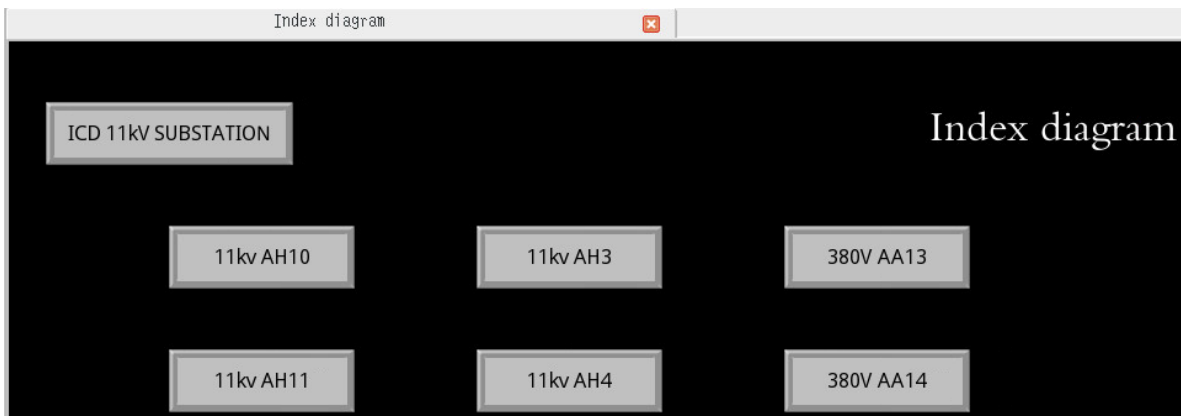 Index diagram
ICD 11kV SUBSTATION
Index diagram
11kv AH10
11kv AH3
380V AA13
11kv AH11
11kv AH4
380V AA14